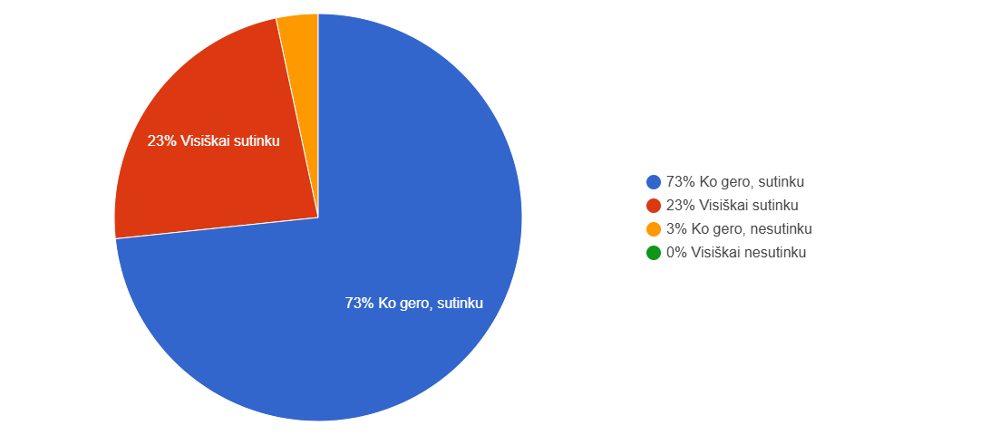 23% Visiškai sutinku
73% Ko gero, sutinku
73% Ko gero, sutinku
23% Visiškai sutinku
3% Ko gero, nesutinku
0% Visiškai nesutinku